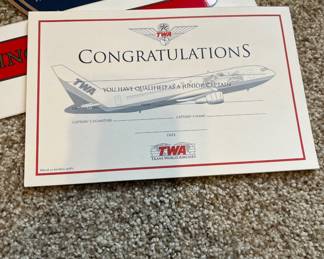 TWA
CONGRATULATIONS
TWA
YOU HAVE QUALIFIED AS A JUNIOR CAPTAIN
CAPTAIN'S SIGNATURE
CAPTAIN'S NAME
DATE
TWA
TRANS WORLD AIRLINES